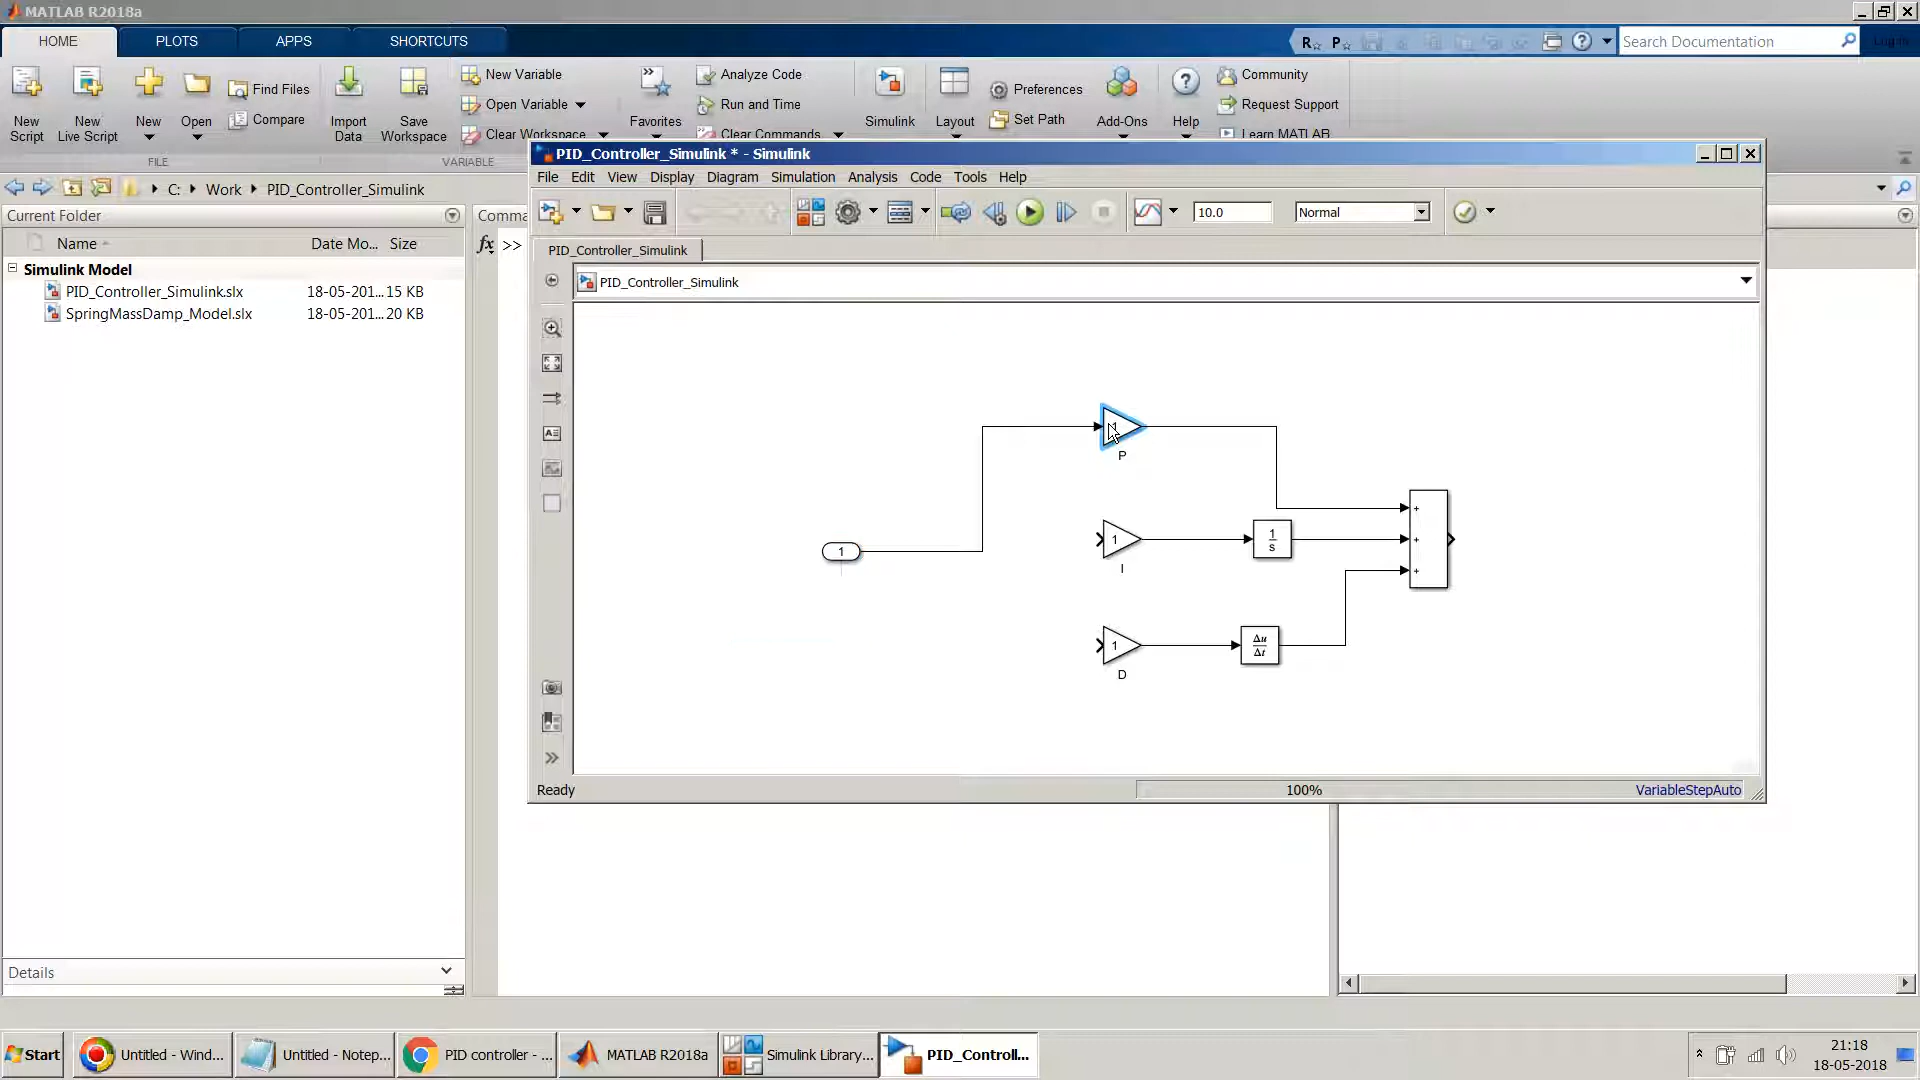 MATLAB R2018a
HOME PLOTS APPS SHORTCUTS
Search Documentation
New Script
New Live Script
New
Open
Find Files
Compare
Import Data
Save Workspace
New Variable
Open Variable
Clear Workspace
Favorites
Analyze Code
Run and Time
Clear Commands
Simulink
Layout
Preferences
Set Path
Add-Ons
Help
Community
Request Support
Learn MATLAB
FILE
VARIABLE
C: Work PID_Controller_Simulink
Current Folder
Name Date Mo... Size
Simulink Model
PID_Controller_Simulink.slx 18-05-201... 15 KB
SpringMassDamp_Model.slx 18-05-201... 20 KB
Details
Comma
fx >>
PID_Controller_Simulink * - Simulink
File Edit View Display Diagram Simulation Analysis Code Tools Help
10.0 Normal
PID_Controller_Simulink
PID_Controller_Simulink
P
1
1
I
1
s
1
D
Δu
Δt
+
+
+
Ready 100% VariableStepAuto
Start
Untitled - Wind...
Untitled - Notep...
PID controller - ...
MATLAB R2018a
Simulink Library...
PID_Controll...
21:18
18-05-2018